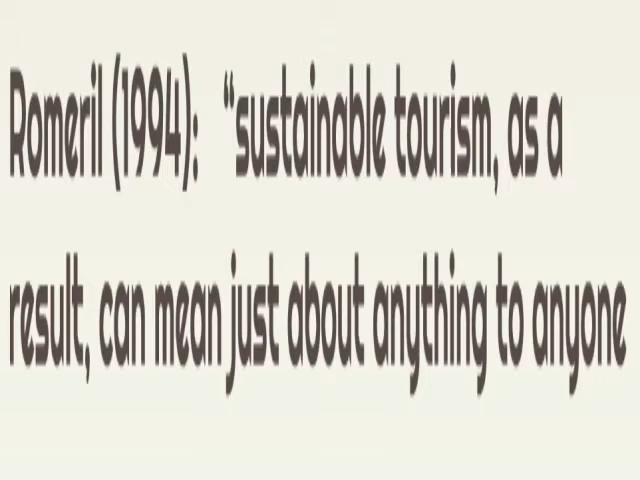 Romeril (1994): “sustainable tourism, as a
result, can mean just about anything to anyone